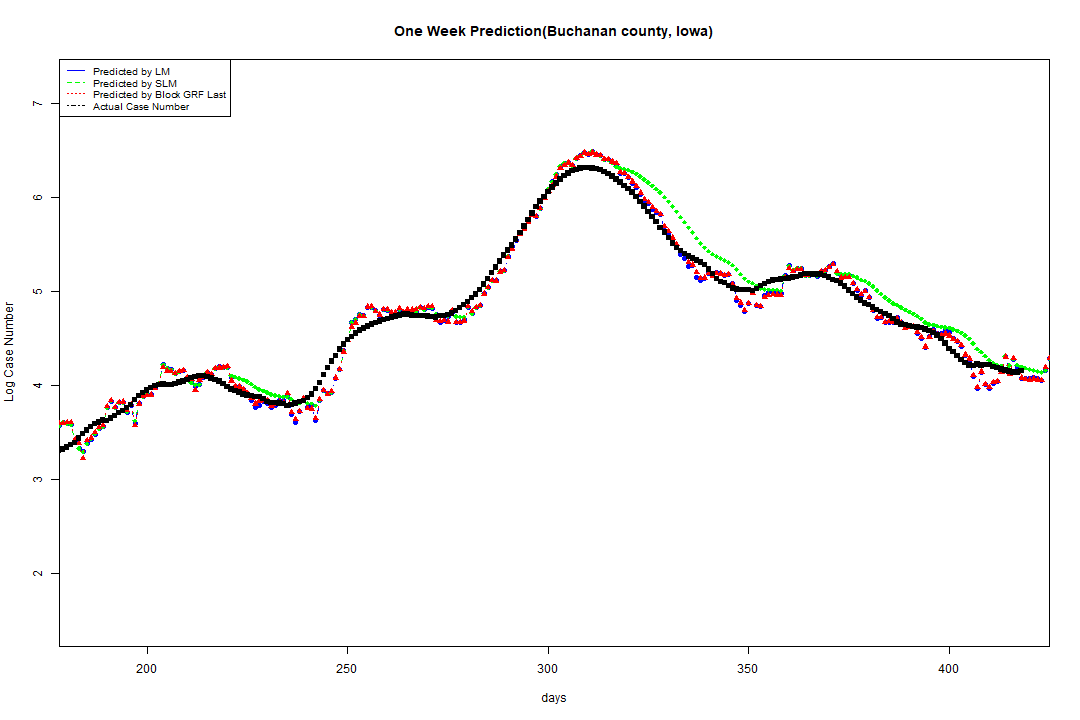 One Week Prediction(Buchanan county, Iowa)
Predicted by LM
Predicted by SLM
Predicted by Block GRF Last
Actual Case Number
7
6
5
4
3
2
Log Case Number
200 250 300 350 400
days